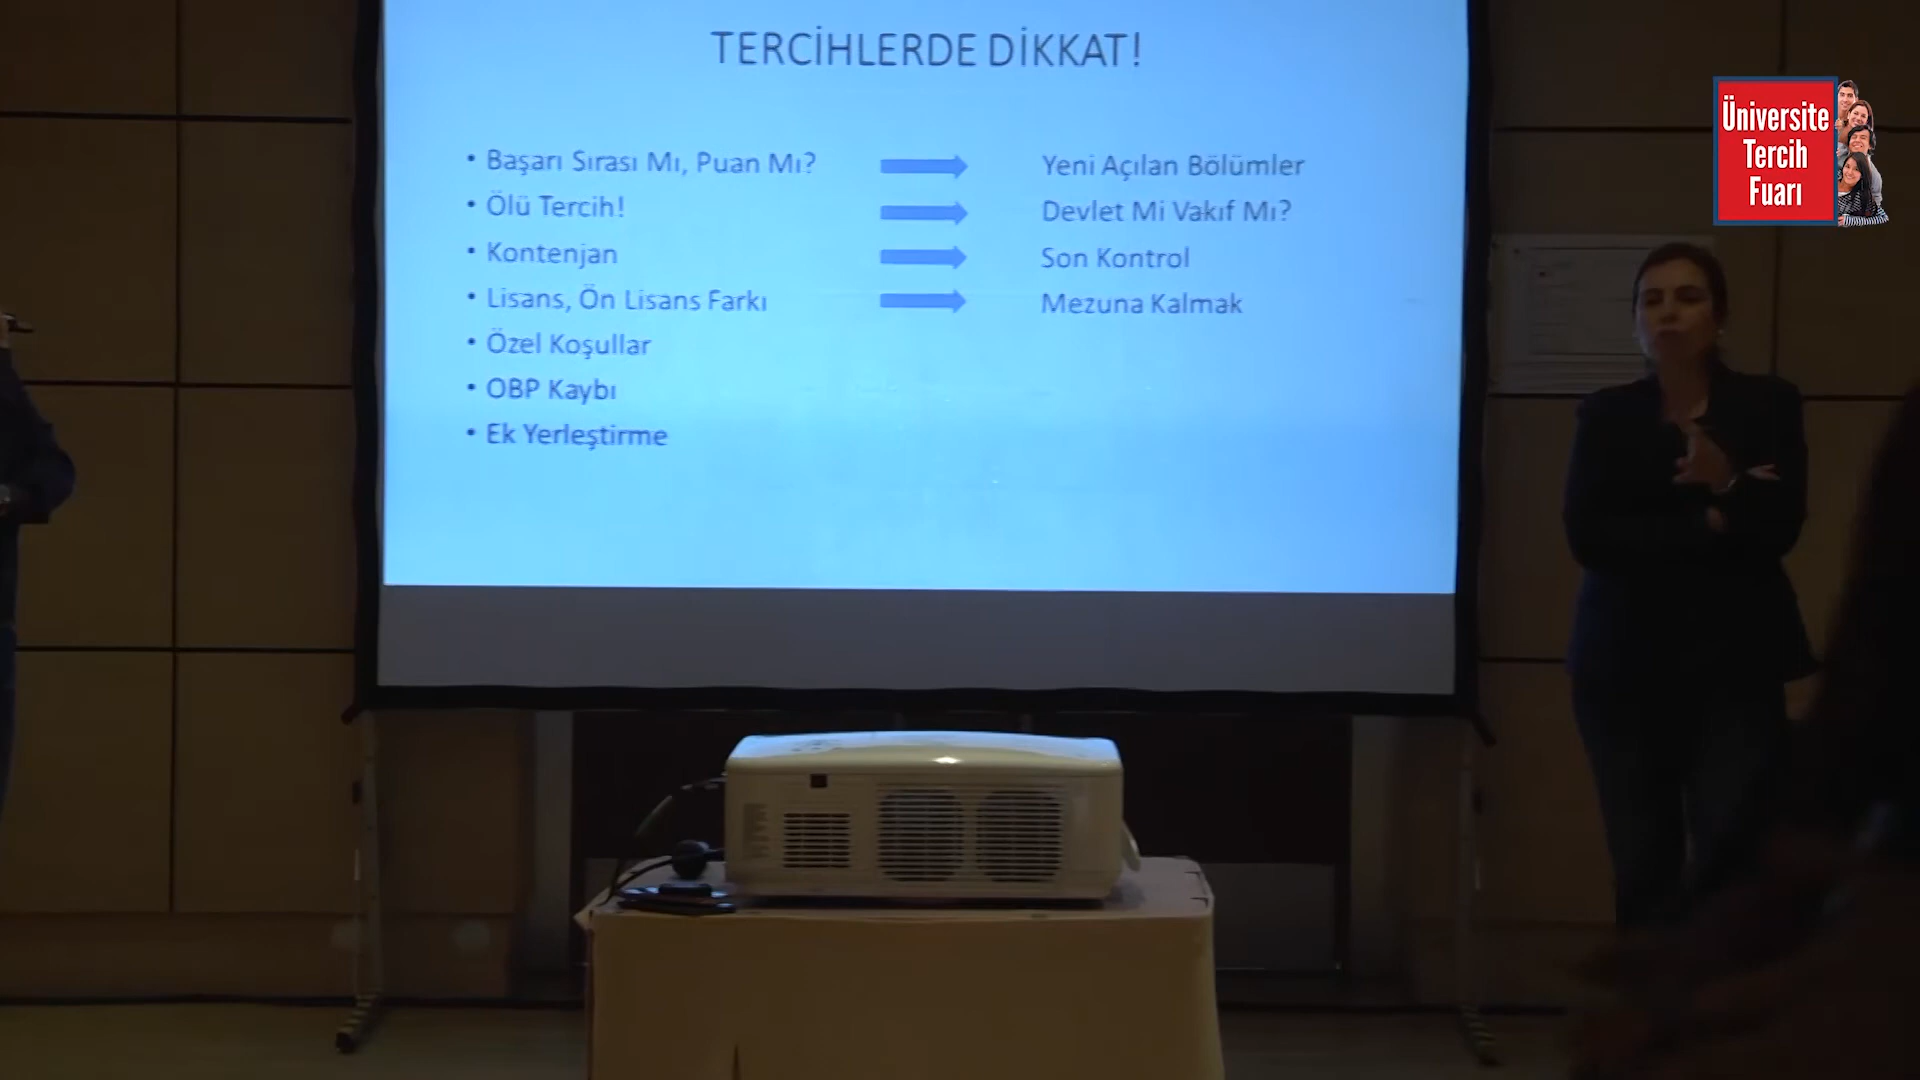 TERCİHLERDE DİKKAT!
• Başarı Sırası Mı, Puan Mı?
• Ölü Tercih!
• Kontenjan
• Lisans, Ön Lisans Farkı
• Özel Koşullar
• OBP Kaybı
• Ek Yerleştirme
Yeni Açılan Bölümler
Devlet Mi Vakıf Mı?
Son Kontrol
Mezuna Kalmak
Üniversite
Tercih
Fuarı